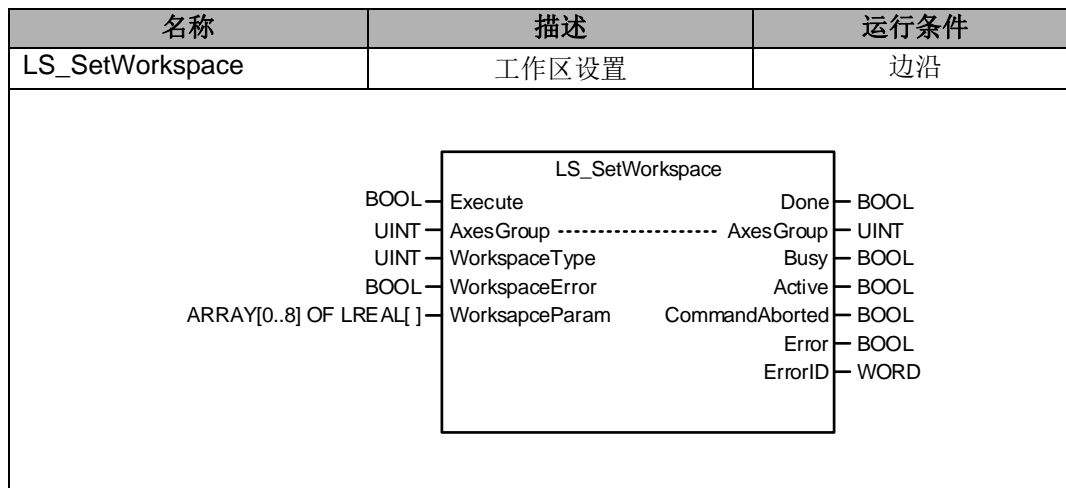 名称 描述 运行条件
LS_SetWorkspace 工作区设置 边沿
LS_SetWorkspace
BOOL Execute Done BOOL
UINT AxesGroup AxesGroup UINT
UINT WorkspaceType Busy BOOL
BOOL WorkspaceError Active BOOL
ARRAY[0..8] OF LREAL[ ] WorksapceParam CommandAborted BOOL
Error BOOL
ErrorID WORD